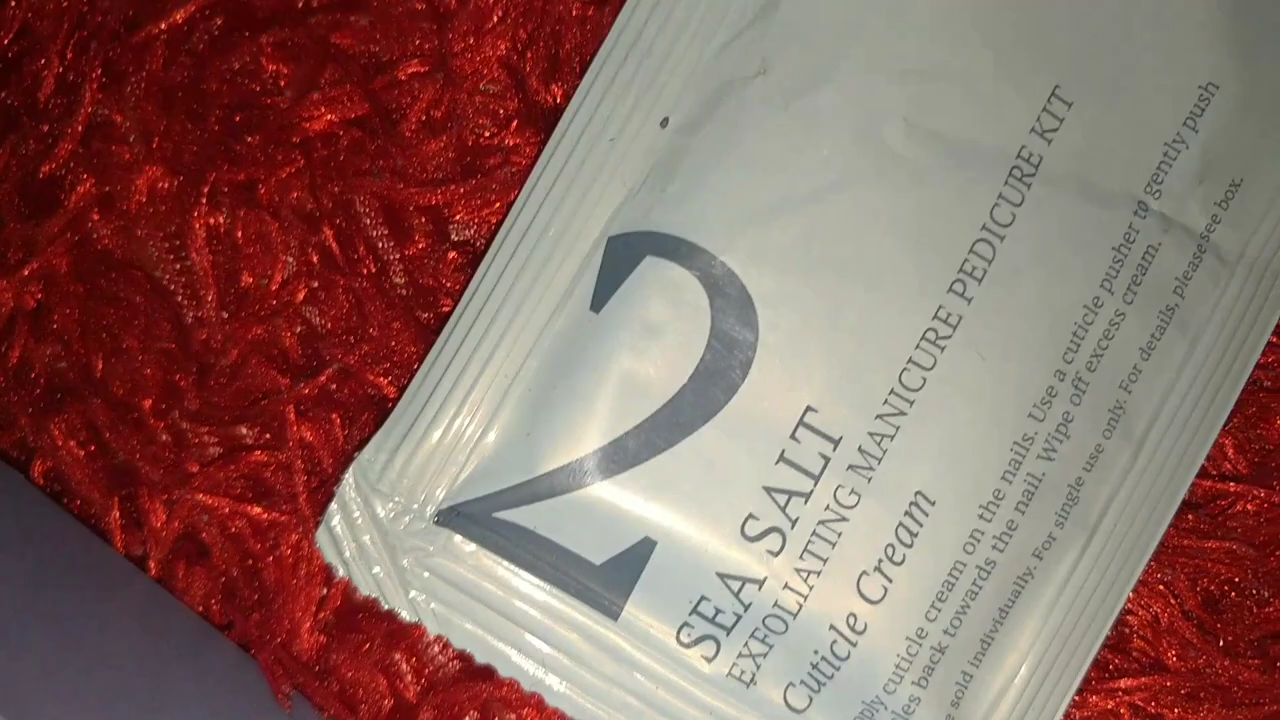 2
SEA SALT
EXFOLIATING MANICURE PEDICURE KIT
Cuticle Cream
cuticle cream on the nails. Use a cuticle pusher to gently push
back towards the nail. Wipe off excess cream.
sold individually. For single use only. For details, please see box.